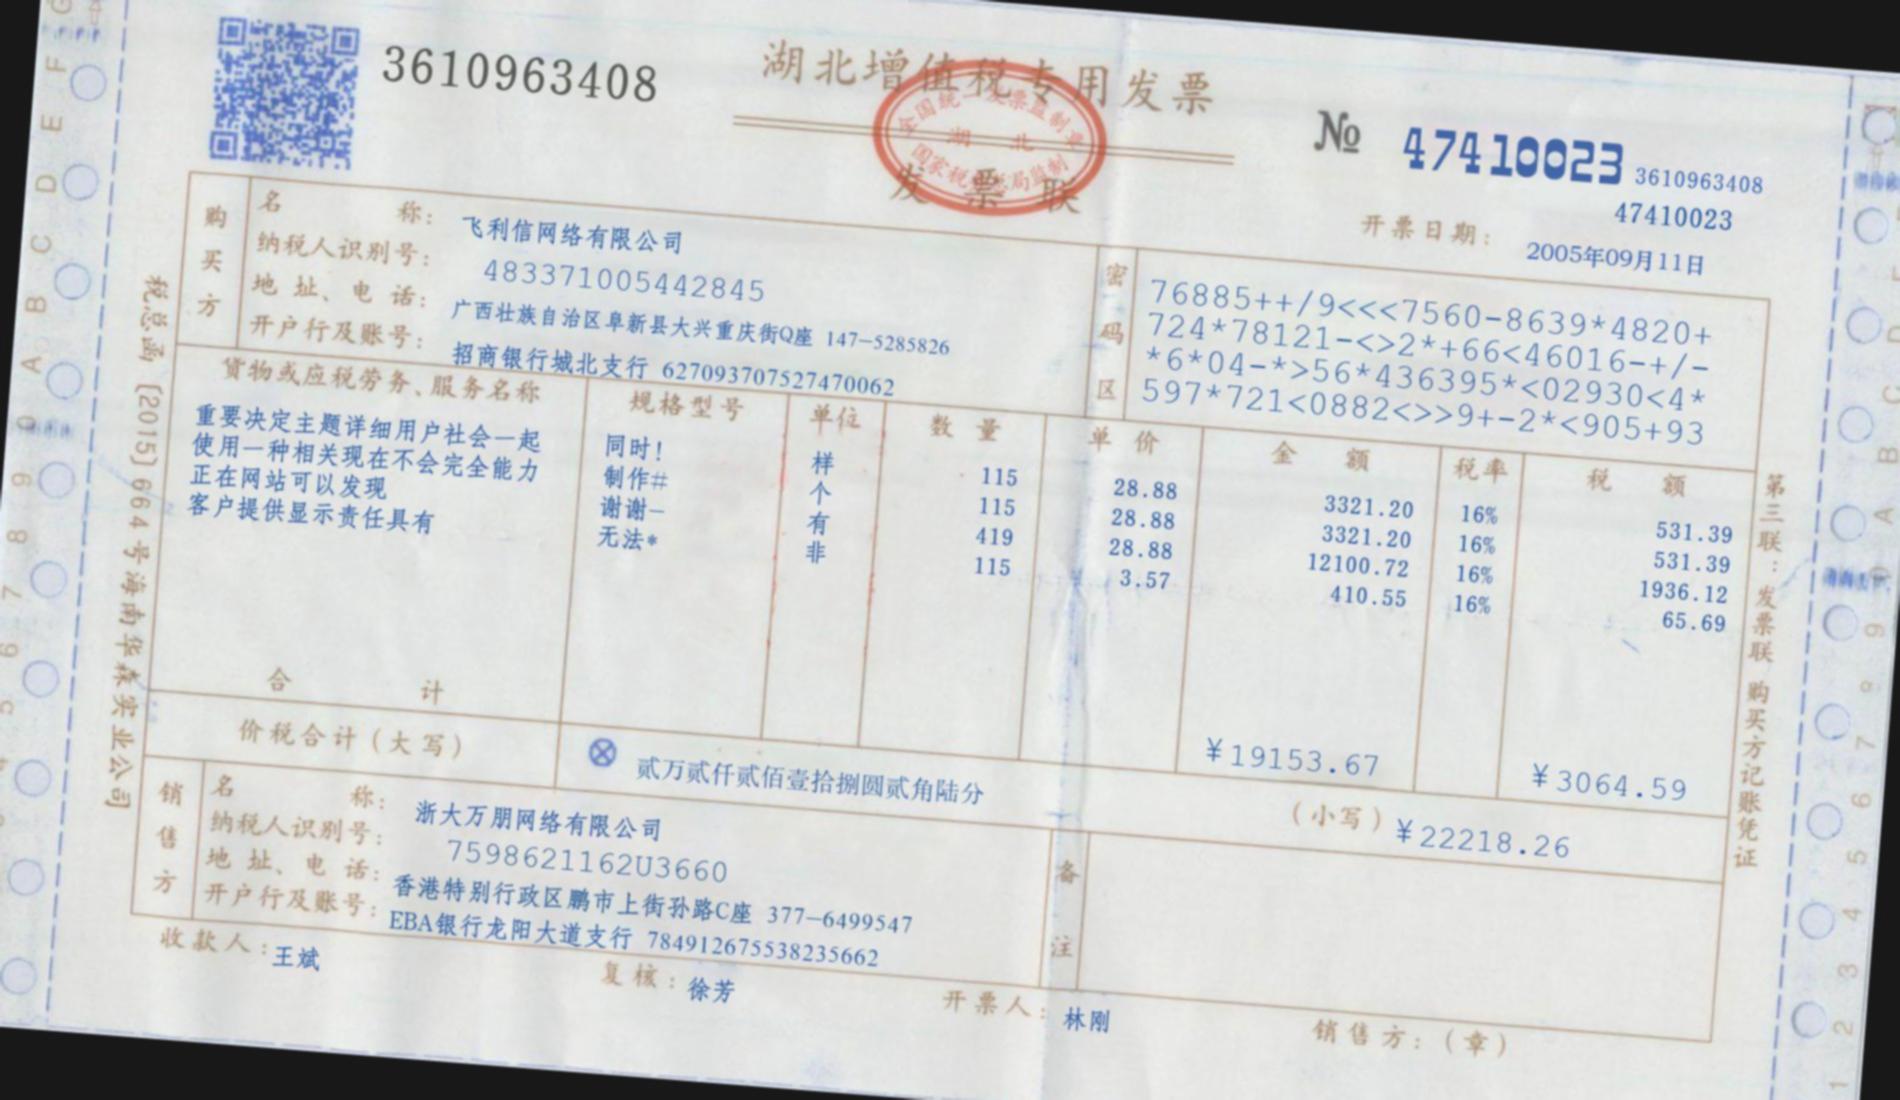 3610963408
湖北增值税专用发票
全国统一发票监制章
湖 北
国家税务总局监制
发 票 联
№ 47410023
3610963408
47410023
开票日期: 2005年09月11日
税总函〔2015〕664号海南华森实业公司
购买方
名 称: 飞利信网络有限公司
纳税人识别号: 483371005442845
地 址、电 话: 广西壮族自治区阜新县大兴重庆街Q座 147-5285826
开户行及账号: 招商银行城北支行 627093707527470062
密码区
76885++/9<<<7560-8639*4820+
724*78121-<>2*+66<46016-+/-
*6*04-*>56*436395*<02930<4*
597*721<0882<>>9+-2*<905+93
货物或应税劳务、服务名称 规格型号 单位 数 量 单 价 金 额 税率 税 额
重要决定主题详细用户社会一起 同时! 样 115 28.88 3321.20 16% 531.39
使用一种相关现在不会完全能力 制作# 个 115 28.88 3321.20 16% 531.39
正在网站可以发现 谢谢- 有 419 28.88 12100.72 16% 1936.12
客户提供显示责任具有 无法* 非 115 3.57 410.55 16% 65.69
合 计 ¥19153.67 ¥3064.59
价税合计(大写) ⊗ 贰万贰仟贰佰壹拾捌圆贰角陆分 (小写) ¥22218.26
销售方
名 称: 浙大万朋网络有限公司
纳税人识别号: 7598621162U3660
地 址、电 话: 香港特别行政区鹏市上街孙路C座 377-6499547
开户行及账号: EBA银行龙阳大道支行 784912675538235662
备注
收款人: 王斌 复核: 徐芳 开票人: 林刚 销售方:(章)
第三联:发票联 购买方记账凭证